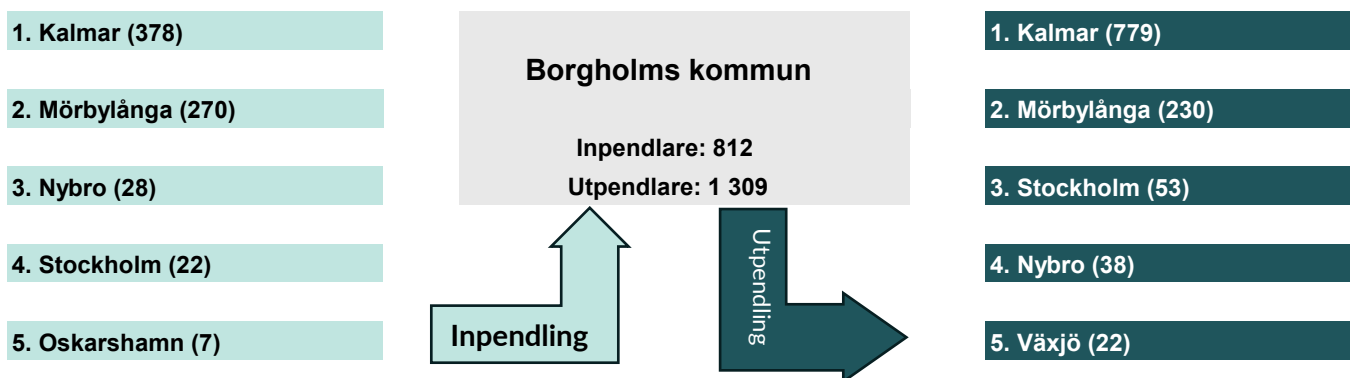 1. Kalmar (378)
2. Mörbylånga (270)
3. Nybro (28)
4. Stockholm (22)
5. Oskarshamn (7)
Borgholms kommun
Inpendlare: 812
Utpendlare: 1 309
Inpendling
Utpendling
1. Kalmar (779)
2. Mörbylånga (230)
3. Stockholm (53)
4. Nybro (38)
5. Växjö (22)